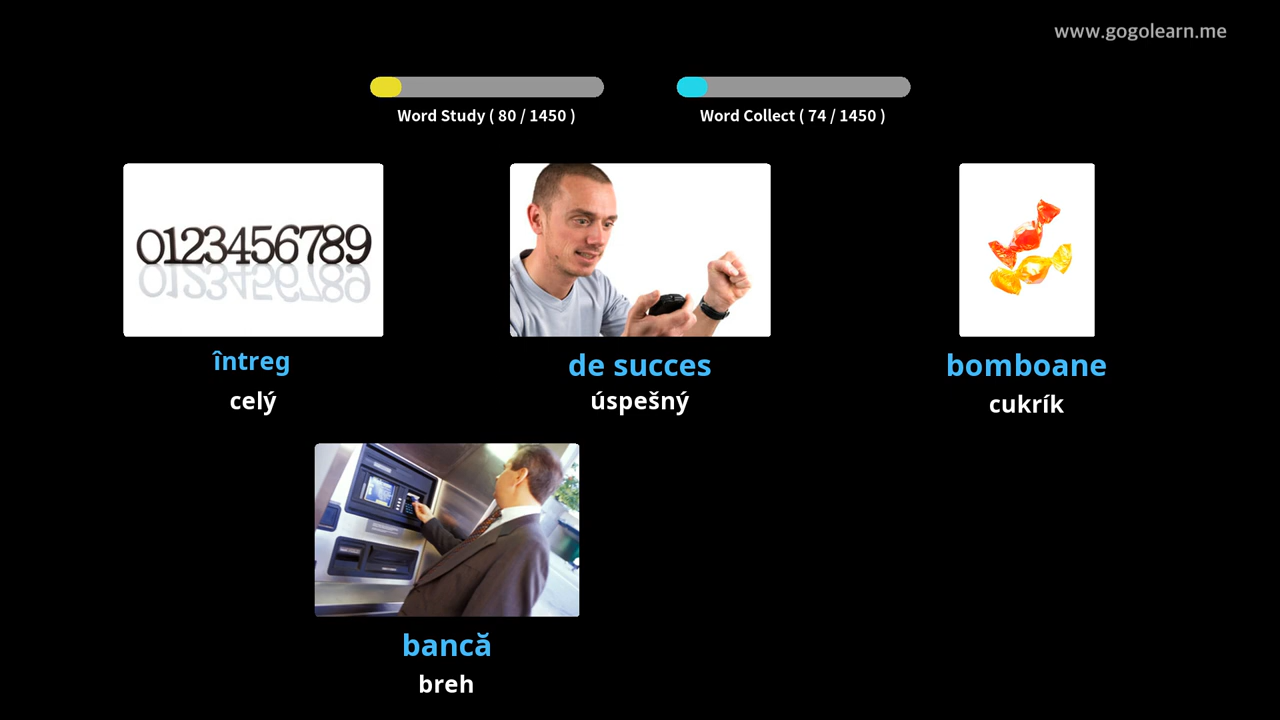 www.gogolearn.me
Word Study ( 80 / 1450 )
Word Collect ( 74 / 1450 )
0123456789
întreg
celý
de succes
úspešný
bomboane
cukrík
bancă
breh